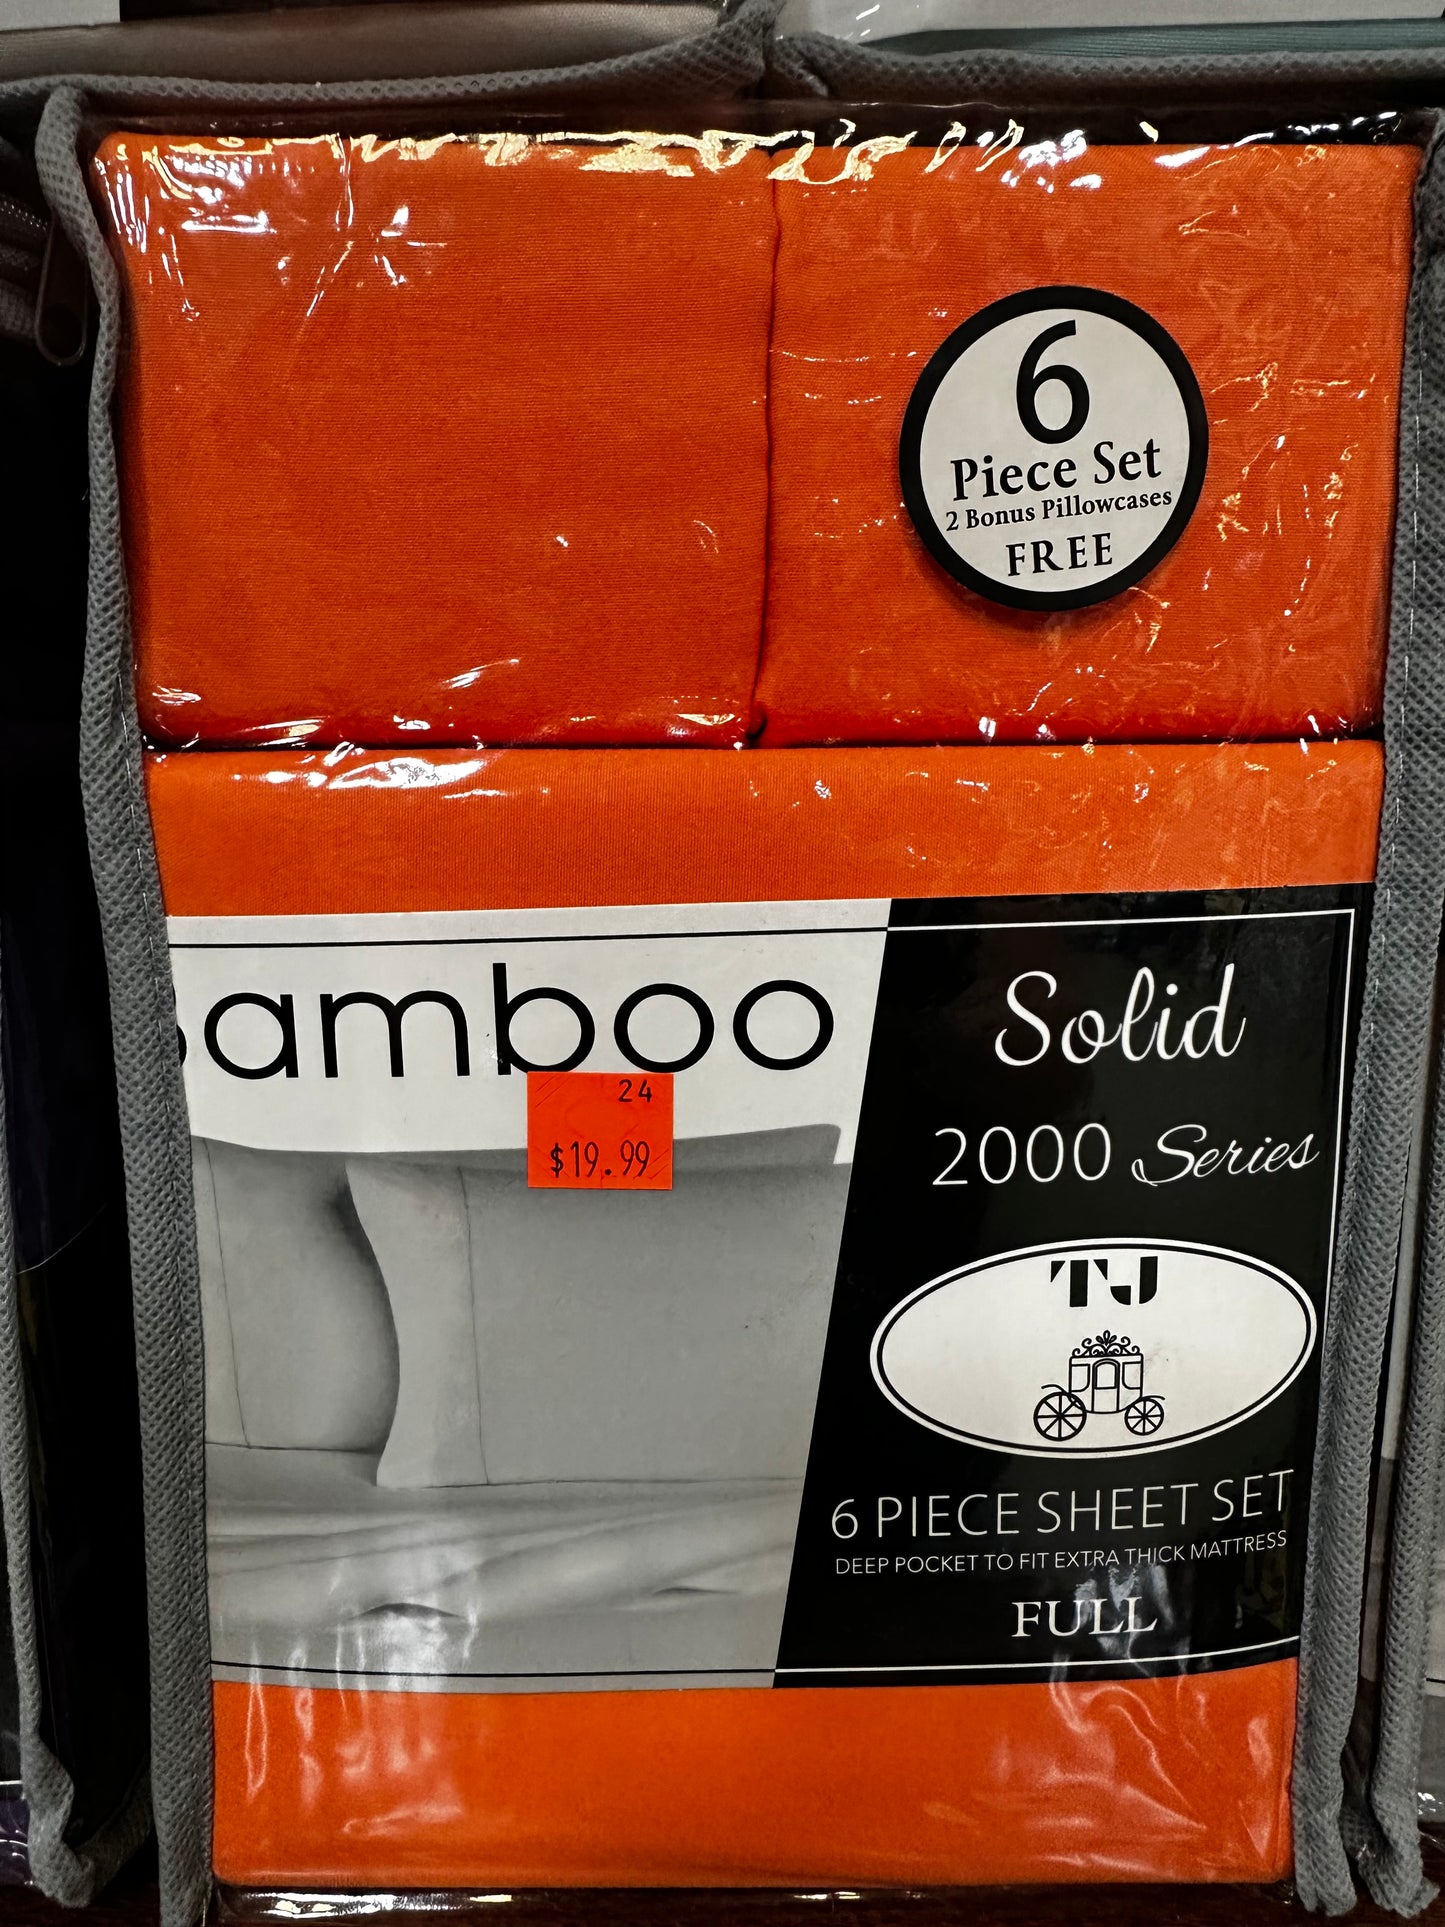 6
Piece Set
2 Bonus Pillowcases
FREE
Bamboo
24
$19.99
Solid
2000 Series
TJ
6 PIECE SHEET SET
DEEP POCKET TO FIT EXTRA THICK MATTRESS
FULL